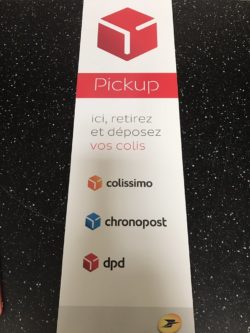 Pickup
ici, retirez
et déposez
vos colis
colissimo
chronopost
dpd